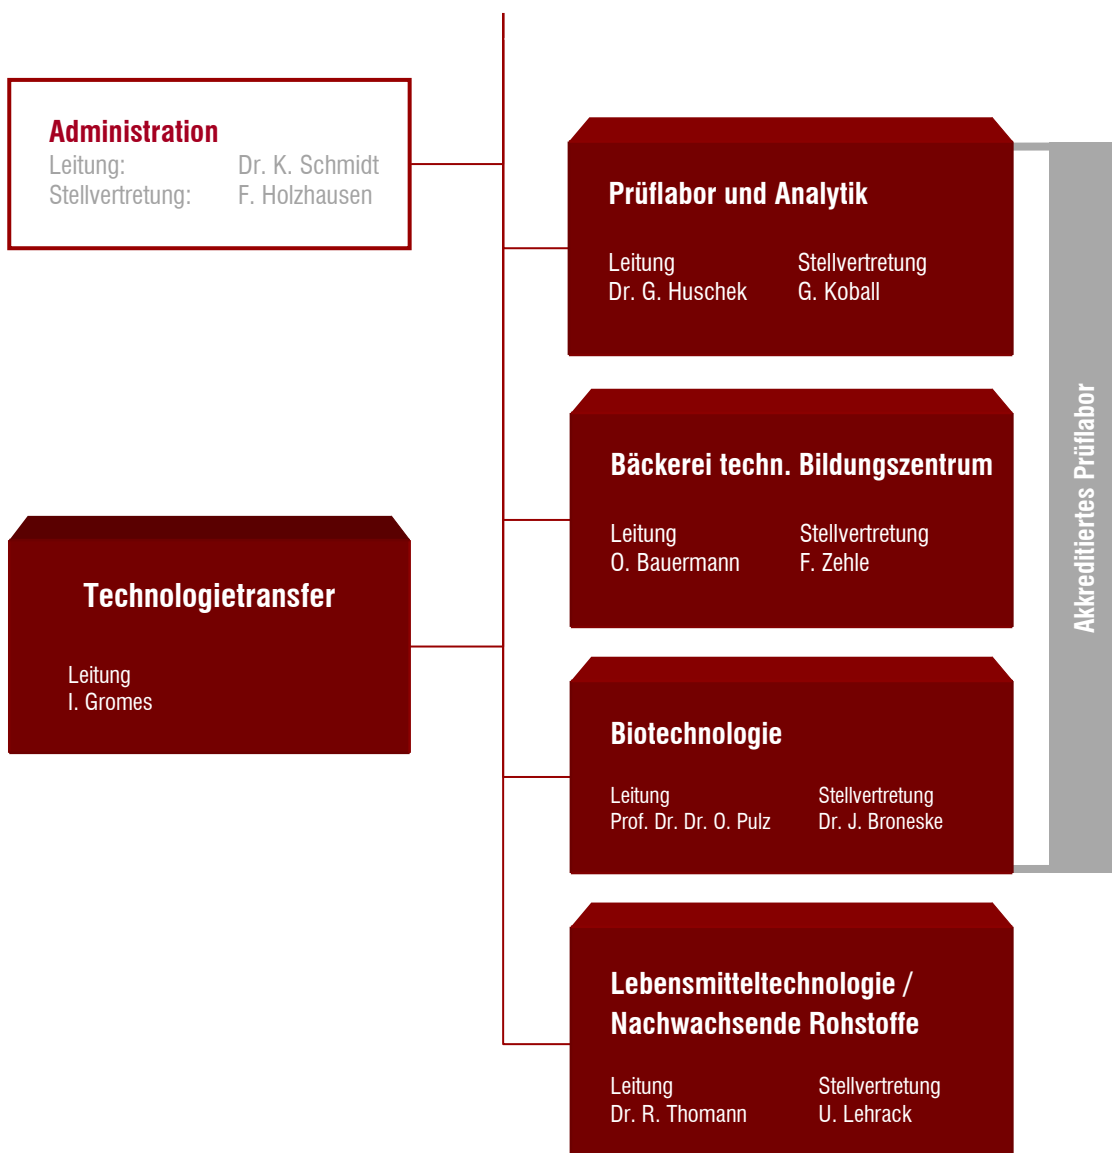 Administration
Leitung: Dr. K. Schmidt
Stellvertretung: F. Holzhausen
Prüflabor und Analytik
Leitung Stellvertretung
Dr. G. Huschek G. Koball
Bäckerei techn. Bildungszentrum
Leitung Stellvertretung
O. Bauermann F. Zehle
Technologietransfer
Leitung
I. Gromes
Biotechnologie
Leitung Stellvertretung
Prof. Dr. Dr. O. Pulz Dr. J. Broneske
Lebensmitteltechnologie /
Nachwachsende Rohstoffe
Leitung Stellvertretung
Dr. R. Thomann U. Lehrack
Akkreditiertes Prüflabor